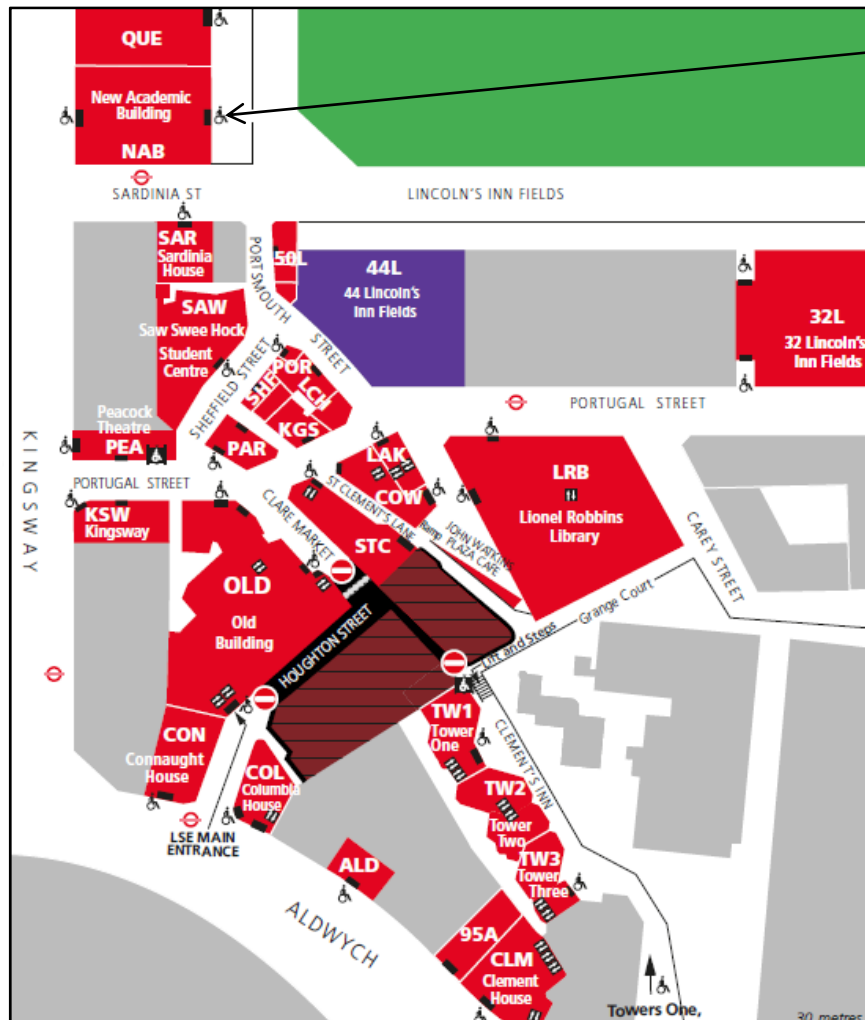 QUE
New Academic
Building
NAB
SARDINIA ST
LINCOLN'S INN FIELDS
SAR
Sardinia
House
PORTSMOUTH STREET
50L
44L
44 Lincoln's
Inn Fields
32L
32 Lincoln's
Inn Fields
SAW
Saw Swee Hock
Student
Centre
SHEFFIELD STREET
POR
SHE
LCH
KGS
PAR
PORTUGAL STREET
Peacock
Theatre
PEA
KINGSWAY
PORTUGAL STREET
KSW
Kingsway
CLARE MARKET
LAK
COW
ST CLEMENT'S LANE
Ramp
JOHN WATKINS
PLAZA CAFE
STC
LRB
Lionel Robbins
Library
CAREY STREET
OLD
Old
Building
HOUGHTON STREET
Grange Court
Lift and Steps
CON
Connaught
House
COL
Columbia
House
LSE MAIN
ENTRANCE
TW1
Tower
One
CLEMENT'S INN
TW2
Tower
Two
TW3
Tower
Three
ALD
ALDWYCH
95A
CLM
Clement
House
Towers One,
30 metres